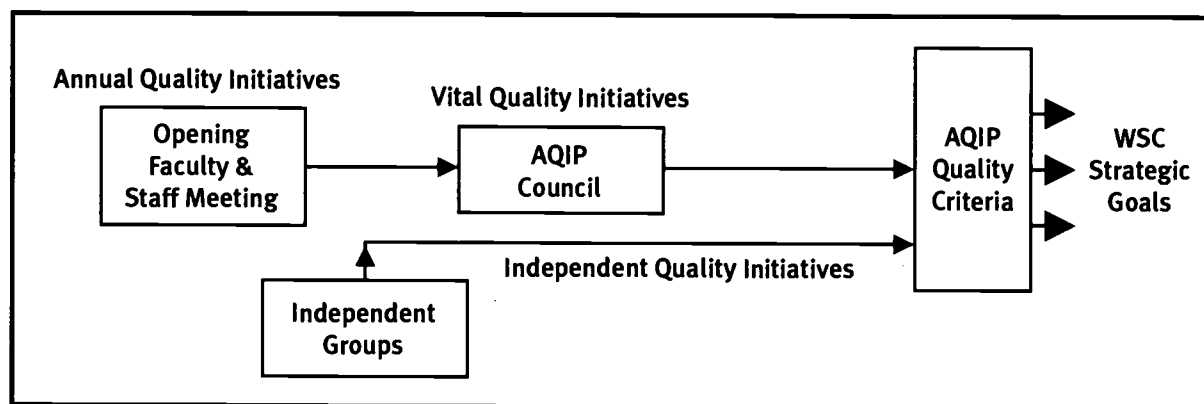 Annual Quality Initiatives
Opening
Faculty &
Staff Meeting
Vital Quality Initiatives
AQIP
Council
Independent Quality Initiatives
Independent
Groups
AQIP
Quality
Criteria
WSC
Strategic
Goals